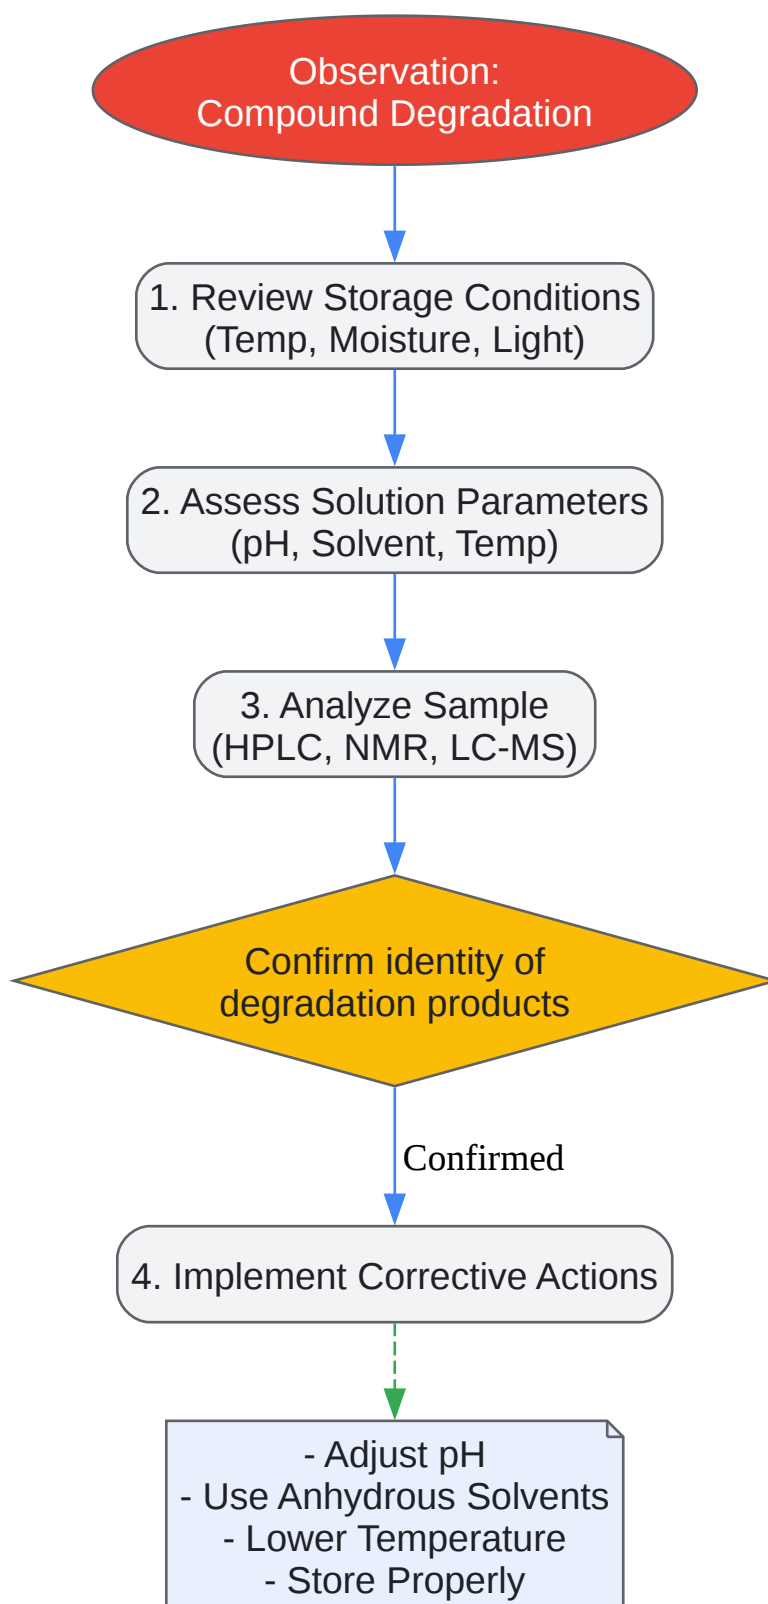 Observation:
Compound Degradation
1. Review Storage Conditions
(Temp, Moisture, Light)
2. Assess Solution Parameters
(pH, Solvent, Temp)
3. Analyze Sample
(HPLC, NMR, LC-MS)
Confirm identity of
degradation products
Confirmed
4. Implement Corrective Actions
- Adjust pH
- Use Anhydrous Solvents
- Lower Temperature
- Store Properly